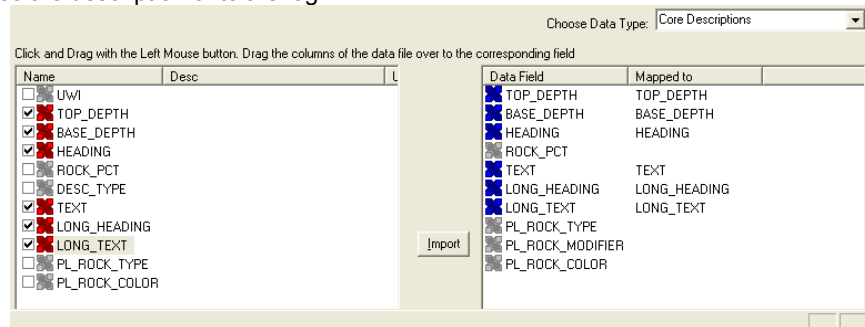 Choose Data Type: Core Descriptions
Click and Drag with the Left Mouse button. Drag the columns of the data file over to the corresponding field
Name Desc
UWI
TOP_DEPTH
BASE_DEPTH
HEADING
ROCK_PCT
DESC_TYPE
TEXT
LONG_HEADING
LONG_TEXT
PL_ROCK_TYPE
PL_ROCK_COLOR
Import
Data Field Mapped to
TOP_DEPTH TOP_DEPTH
BASE_DEPTH BASE_DEPTH
HEADING HEADING
ROCK_PCT
TEXT TEXT
LONG_HEADING LONG_HEADING
LONG_TEXT LONG_TEXT
PL_ROCK_TYPE
PL_ROCK_MODIFIER
PL_ROCK_COLOR